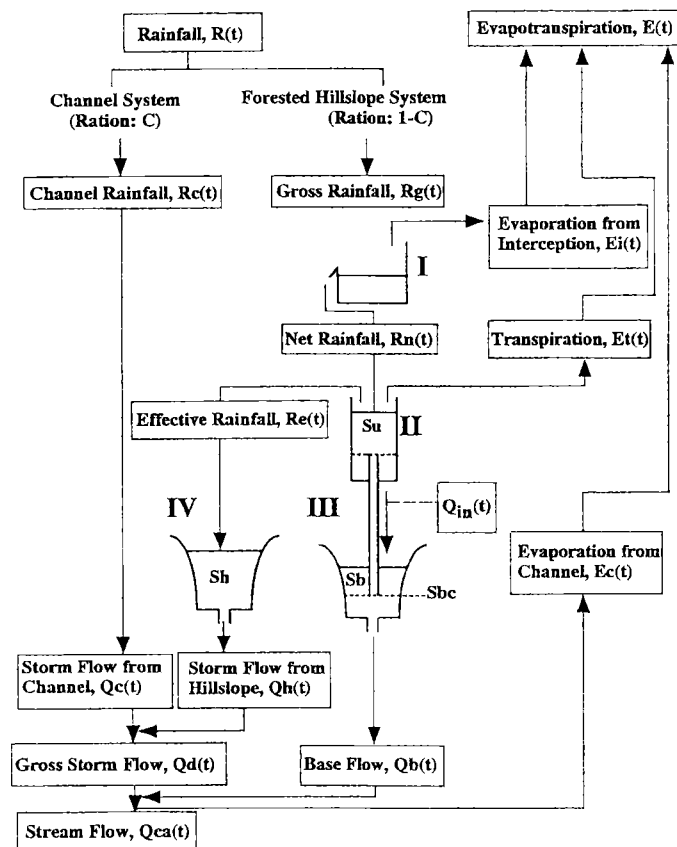 Rainfall, R(t)
Evapotranspiration, E(t)
Channel System
(Ration: C)
Forested Hillslope System
(Ration: 1-C)
Channel Rainfall, Rc(t)
Gross Rainfall, Rg(t)
Evaporation from
Interception, Ei(t)
I
Net Rainfall, Rn(t)
Transpiration, Et(t)
Effective Rainfall, Re(t)
Su
II
IV
III
Qin(t)
Sh
Sb
Sbc
Evaporation from
Channel, Ec(t)
Storm Flow from
Channel, Qc(t)
Storm Flow from
Hillslope, Qh(t)
Gross Storm Flow, Qd(t)
Base Flow, Qb(t)
Stream Flow, Qca(t)